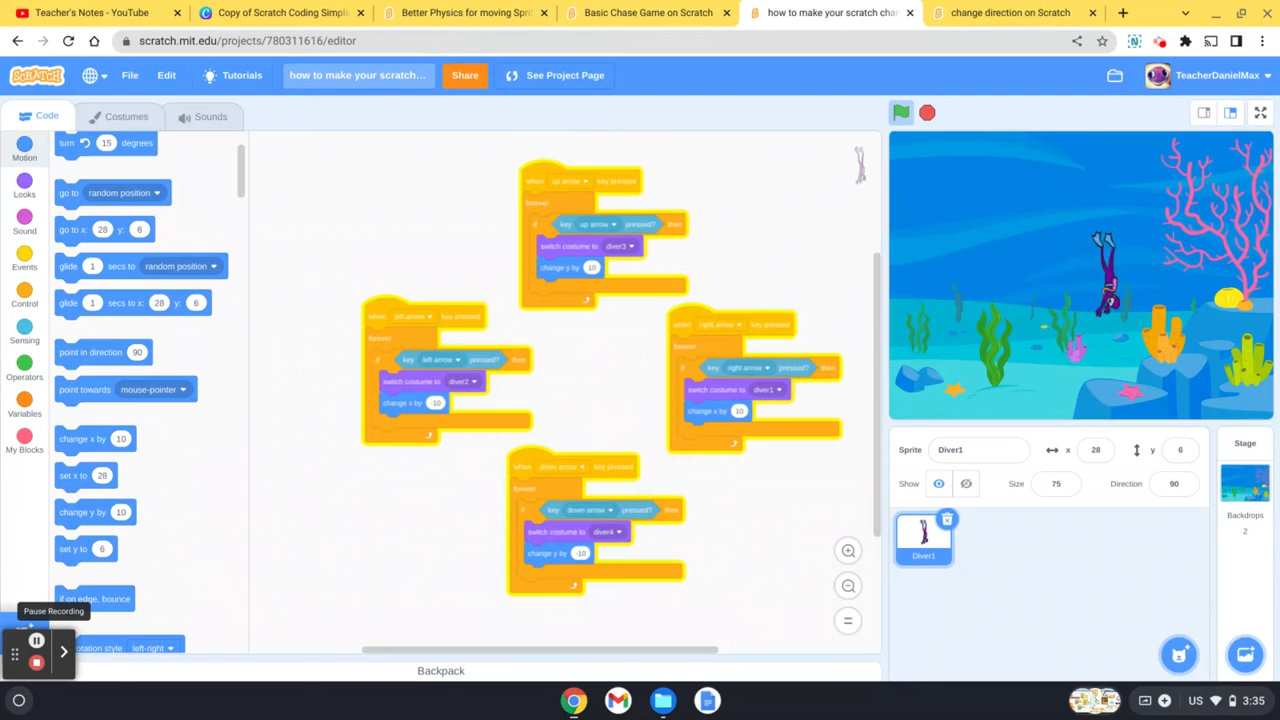 Teacher's Notes - YouTube
Copy of Scratch Coding Simple
Better Physics for moving Sprit
Basic Chase Game on Scratch
how to make your scratch char
change direction on Scratch
scratch.mit.edu/projects/780311616/editor
SCRATCH File Edit Tutorials how to make your scratch... Share See Project Page TeacherDanielMax
Code Costumes Sounds
Motion
Looks
Sound
Events
Control
Sensing
Operators
Variables
My Blocks
turn 15 degrees
go to random position
go to x: 28 y: 6
glide 1 secs to random position
glide 1 secs to x: 28 y: 6
point in direction 90
point towards mouse-pointer
change x by 10
set x to 28
change y by 10
set y to 6
if on edge, bounce
rotation style left-right
Pause Recording
when up arrow key pressed
forever
if key up arrow pressed? then
switch costume to diver3
change y by 10
when left arrow key pressed
forever
if key left arrow pressed? then
switch costume to diver2
change x by -10
when right arrow key pressed
forever
if key right arrow pressed? then
switch costume to diver1
change x by 10
when down arrow key pressed
forever
if key down arrow pressed? then
switch costume to diver4
change y by -10
Backpack
Sprite Diver1 x 28 y 6
Show Size 75 Direction 90
Diver1
Stage
Backdrops
2
US 3:35